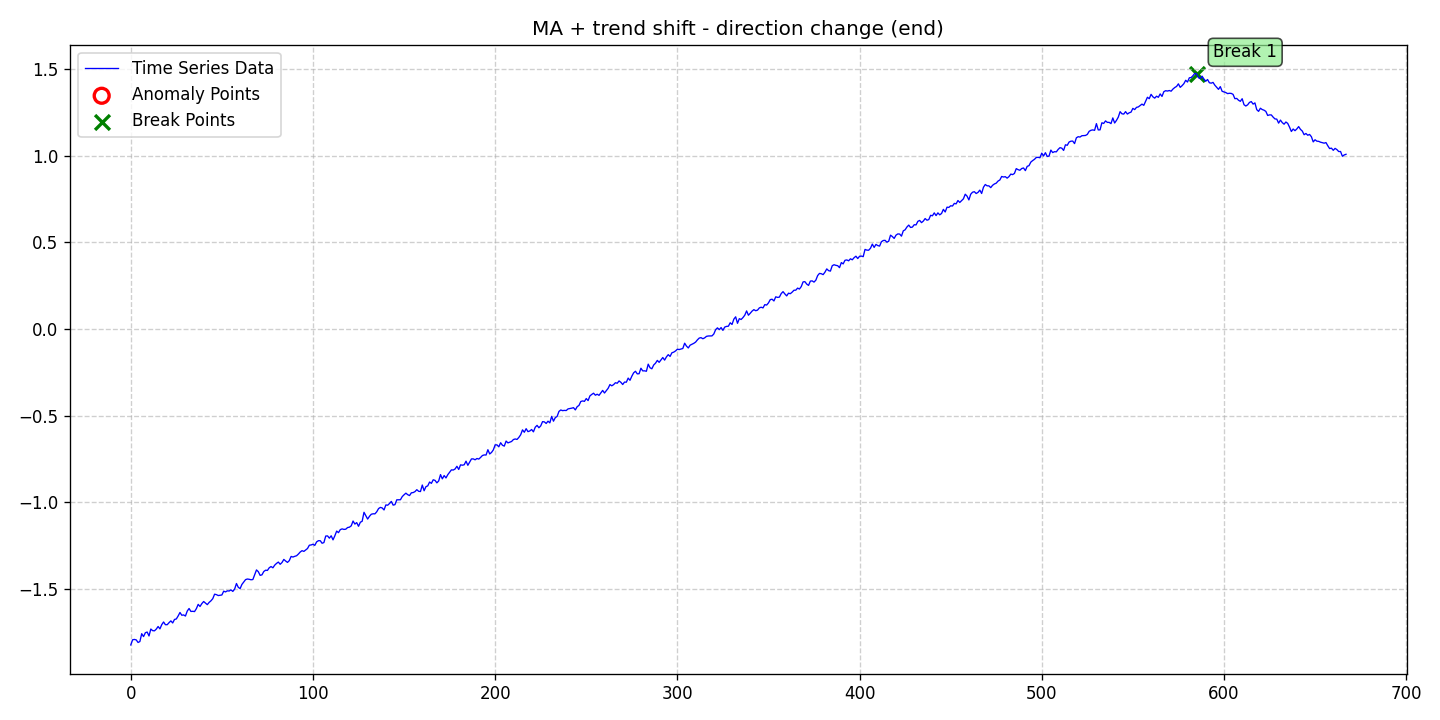 MA + trend shift - direction change (end)
Break 1
Time Series Data
Anomaly Points
Break Points
1.5
1.0
0.5
0.0
−0.5
−1.0
−1.5
0 100 200 300 400 500 600 700